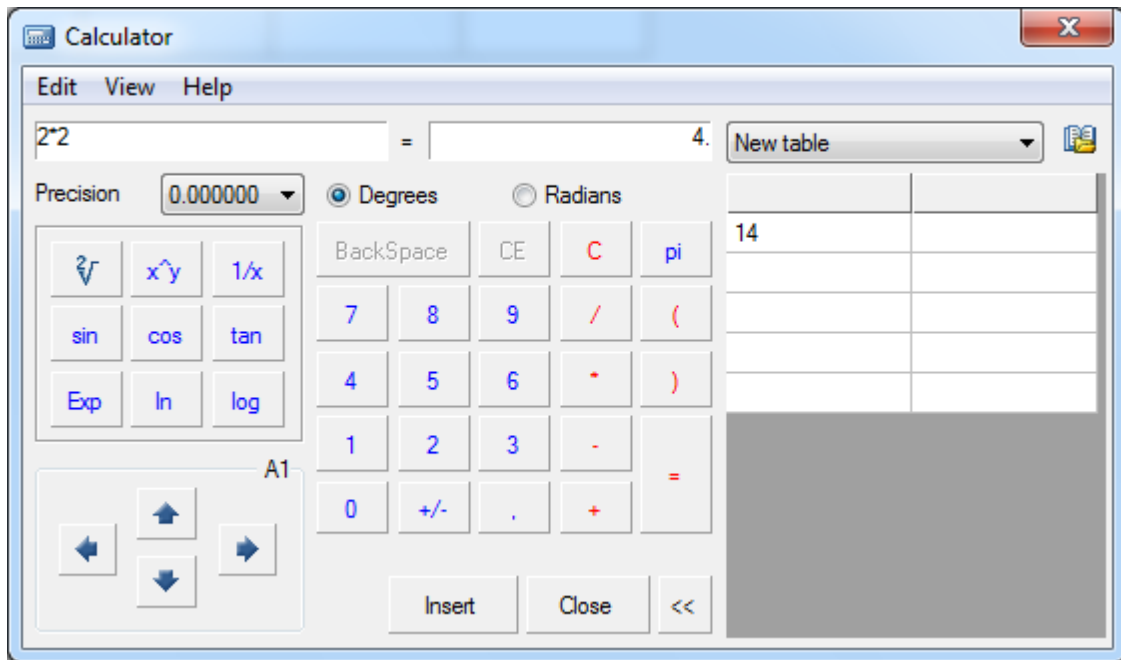 Calculator
Edit View Help
2*2 = 4. New table
Precision 0.000000 Degrees Radians
14
BackSpace CE C pi
2√ x^y 1/x
7 8 9 / (
sin cos tan
4 5 6 * )
Exp ln log
1 2 3 - =
A1
0 +/- , +
Insert Close <<